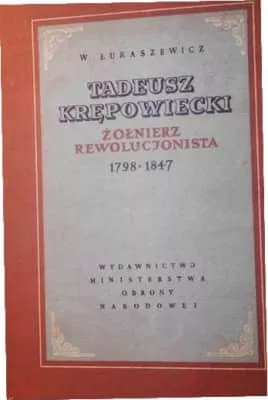 W. ŁUKASZEWICZ
TADEUSZ
KRĘPOWIECKI
ŻOŁNIERZ
REWOLUCJONISTA
1798 · 1847
WYDAWNICTWO
MINISTERSTWA
OBRONY
NARODOWEJ